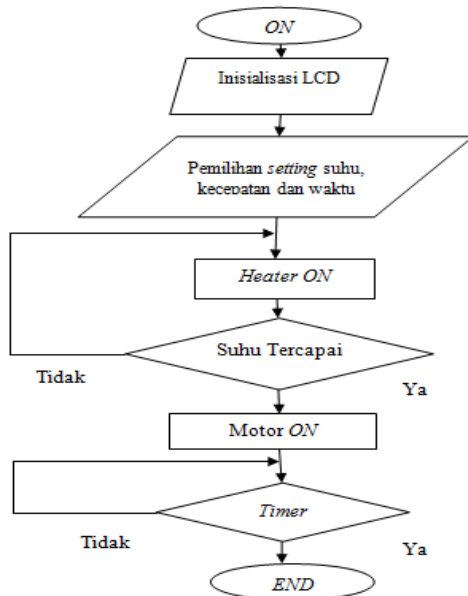 ON
Inisialisasi LCD
Pemilihan setting suhu,
kecepatan dan waktu
Heater ON
Suhu Tercapai
Tidak
Ya
Motor ON
Timer
Tidak
Ya
END